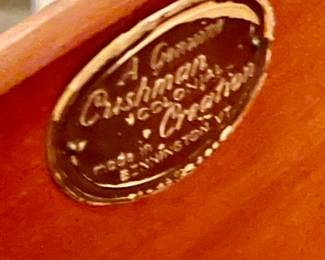 A Genuine
Cushman
COLONIAL
Creation
made in
BENNINGTON, VT.